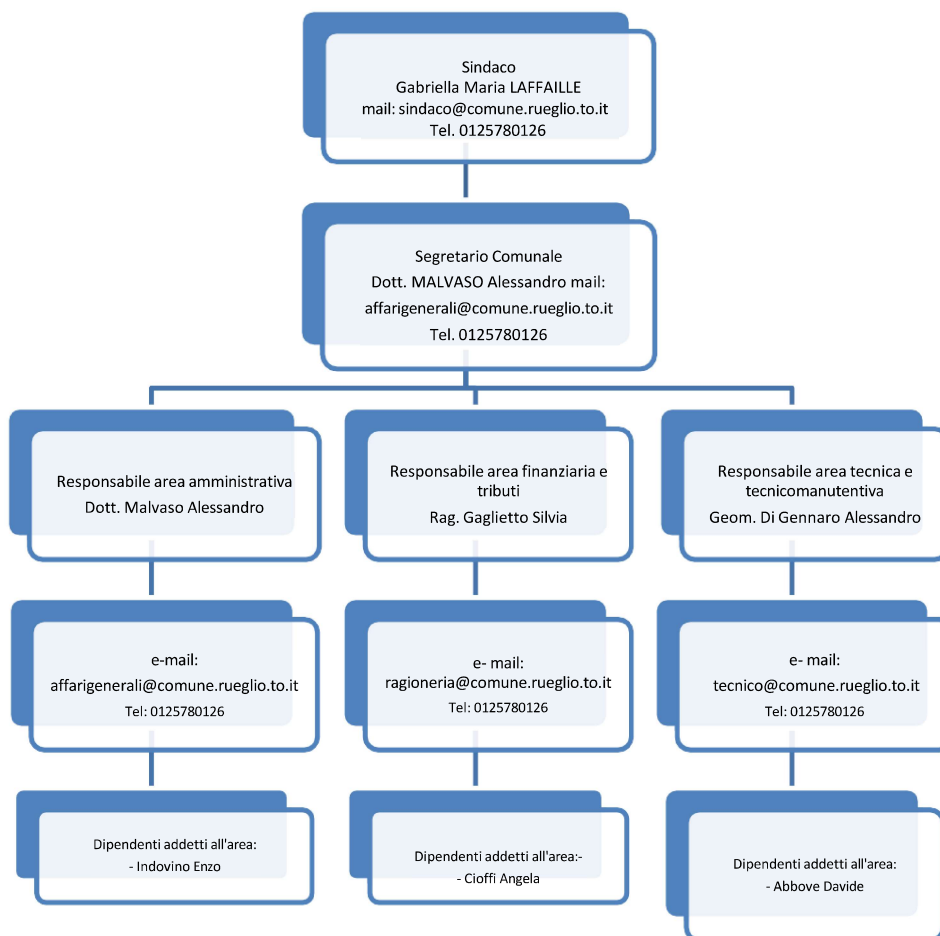 Sindaco
Gabriella Maria LAFFAILLE
mail: sindaco@comune.rueglio.to.it
Tel. 0125780126
Segretario Comunale
Dott. MALVASO Alessandro mail:
affarigenerali@comune.rueglio.to.it
Tel. 0125780126
Responsabile area amministrativa
Dott. Malvaso Alessandro
Responsabile area finanziaria e
tributi
Rag. Gaglietto Silvia
Responsabile area tecnica e
tecnicomanutentiva
Geom. Di Gennaro Alessandro
e-mail:
affarigenerali@comune.rueglio.to.it
Tel: 0125780126
e- mail:
ragioneria@comune.rueglio.to.it
Tel: 0125780126
e- mail:
tecnico@comune.rueglio.to.it
Tel: 0125780126
Dipendenti addetti all'area:
- Indovino Enzo
Dipendenti addetti all'area:-
- Cioffi Angela
Dipendenti addetti all'area:
- Abbove Davide